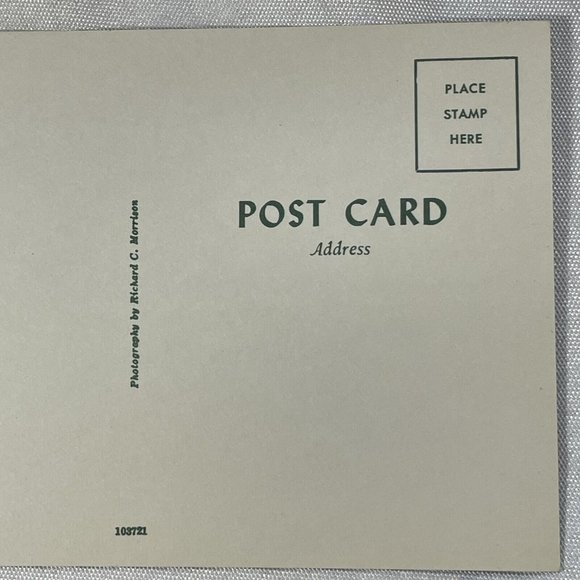 PLACE
STAMP
HERE
POST CARD
Address
Photography by Richard C. Morrison
103721